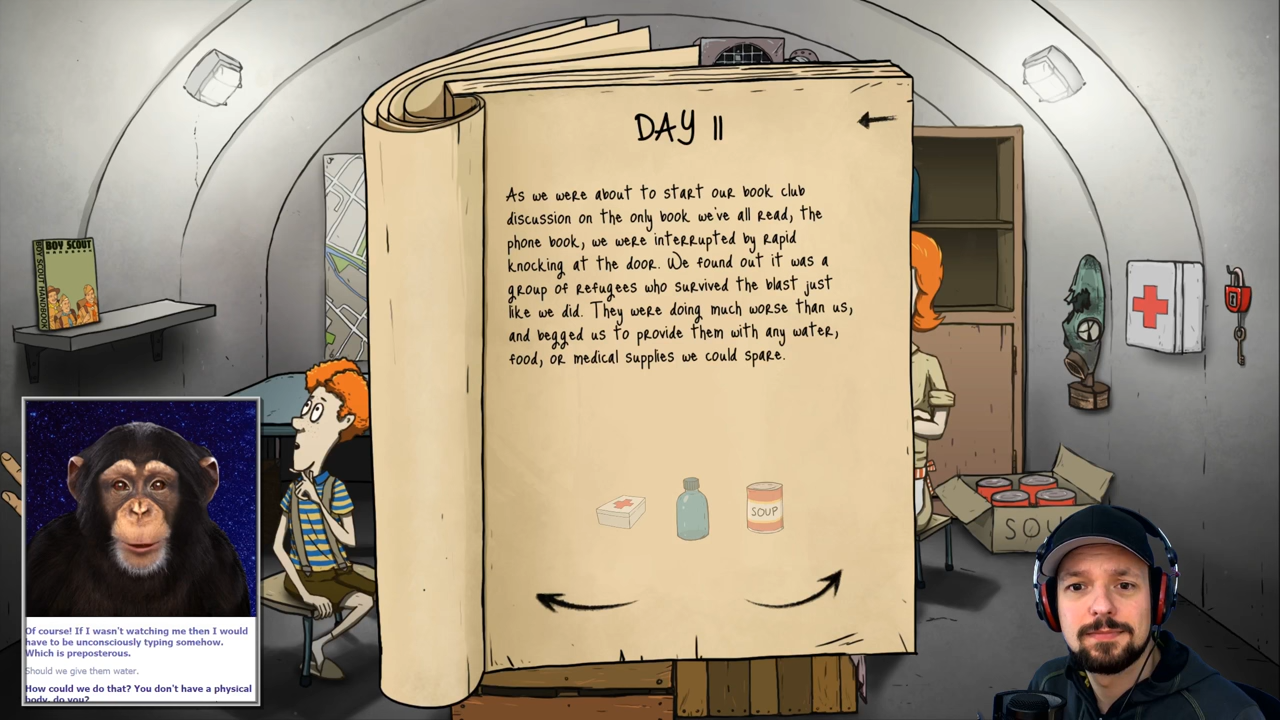 DAY 11
As we were about to start our book club
discussion on the only book we've all read, the
phone book, we were interrupted by rapid
knocking at the door. We found out it was a
group of refugees who survived the blast just
like we did. They were doing much worse than us,
and begged us to provide them with any water,
food, or medical supplies we could spare.
SOUP
BOY SCOUT
BOY SCOUT HANDBOOK
SOU
Of course! If I wasn't watching me then I would
have to be unconsciously typing somehow.
Which is preposterous.
Should we give them water.
How could we do that? You don't have a physical
body, do you?